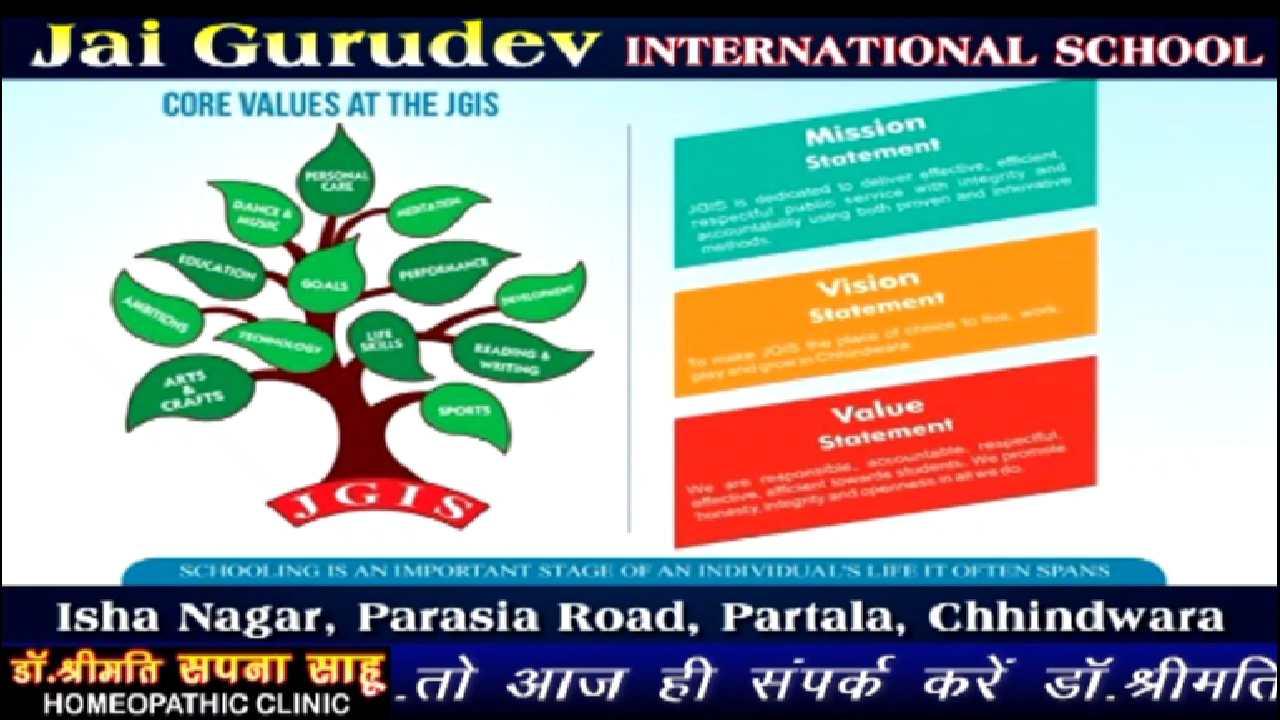 Jai Gurudev INTERNATIONAL SCHOOL
CORE VALUES AT THE JGIS
PERSONAL
CARE
DANCE &
MUSIC
MEDITATION
EDUCATION
GOALS
PERFORMANCE
AMBITIONS
DEVELOPMENT
TECHNOLOGY
LIFE
SKILLS
READING &
WRITING
ARTS
&
CRAFTS
SPORTS
JGIS
Mission
Statement
JGIS is dedicated to deliver effective, efficient,
respectful public service with integrity and
accountability using both proven and innovative
methods.
Vision
Statement
To make JGIS the place of choice to live, work,
play and grow in Chhindwara.
Value
Statement
We are responsible, accountable, respectful,
effective, efficient towards students. We promote
honesty, integrity and openness in all we do.
SCHOOLING IS AN IMPORTANT STAGE OF AN INDIVIDUAL'S LIFE IT OFTEN SPANS
Isha Nagar, Parasia Road, Partala, Chhindwara
डॉ.श्रीमति सपना साहू
HOMEOPATHIC CLINIC
..तो आज ही संपर्क करें डॉ.श्रीमति